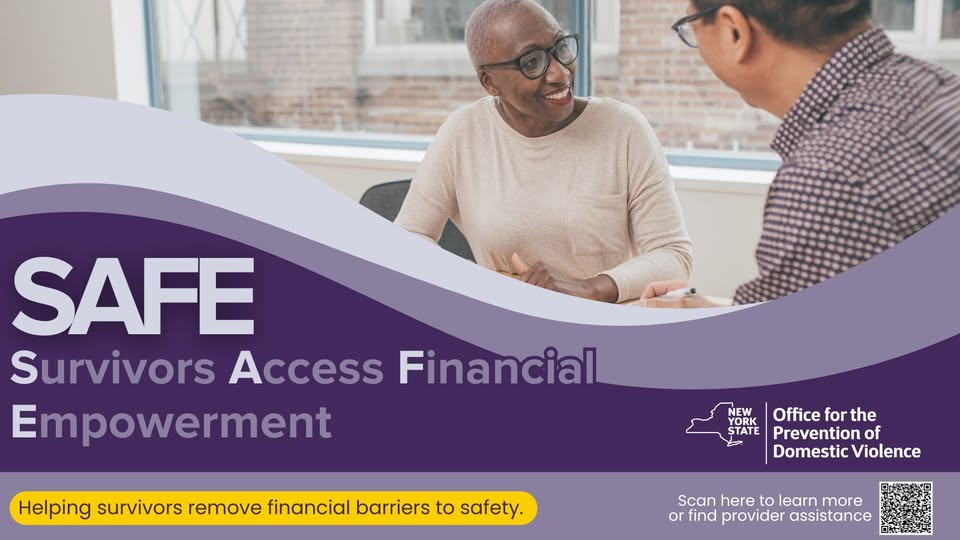 SAFE
Survivors Access Financial
Empowerment
NEW
YORK
STATE
Office for the
Prevention of
Domestic Violence
Helping survivors remove financial barriers to safety.
Scan here to learn more
or find provider assistance